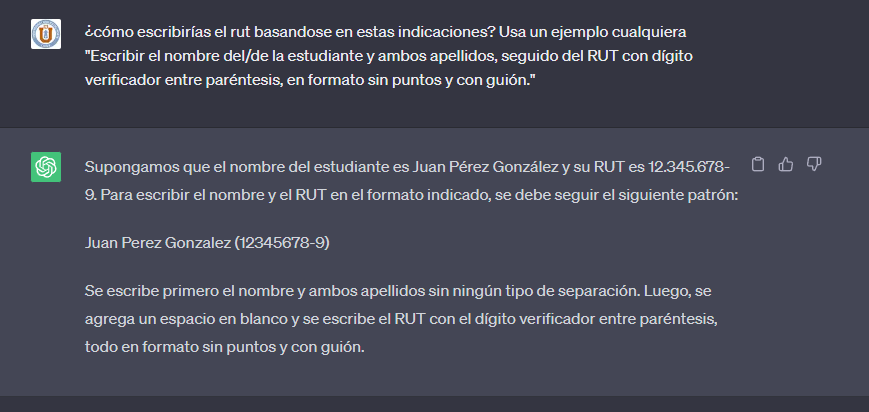 ¿cómo escribirías el rut basandose en estas indicaciones? Usa un ejemplo cualquiera
"Escribir el nombre del/de la estudiante y ambos apellidos, seguido del RUT con dígito
verificador entre paréntesis, en formato sin puntos y con guión."
Supongamos que el nombre del estudiante es Juan Pérez González y su RUT es 12.345.678-
9. Para escribir el nombre y el RUT en el formato indicado, se debe seguir el siguiente patrón:
Juan Perez Gonzalez (12345678-9)
Se escribe primero el nombre y ambos apellidos sin ningún tipo de separación. Luego, se
agrega un espacio en blanco y se escribe el RUT con el dígito verificador entre paréntesis,
todo en formato sin puntos y con guión.